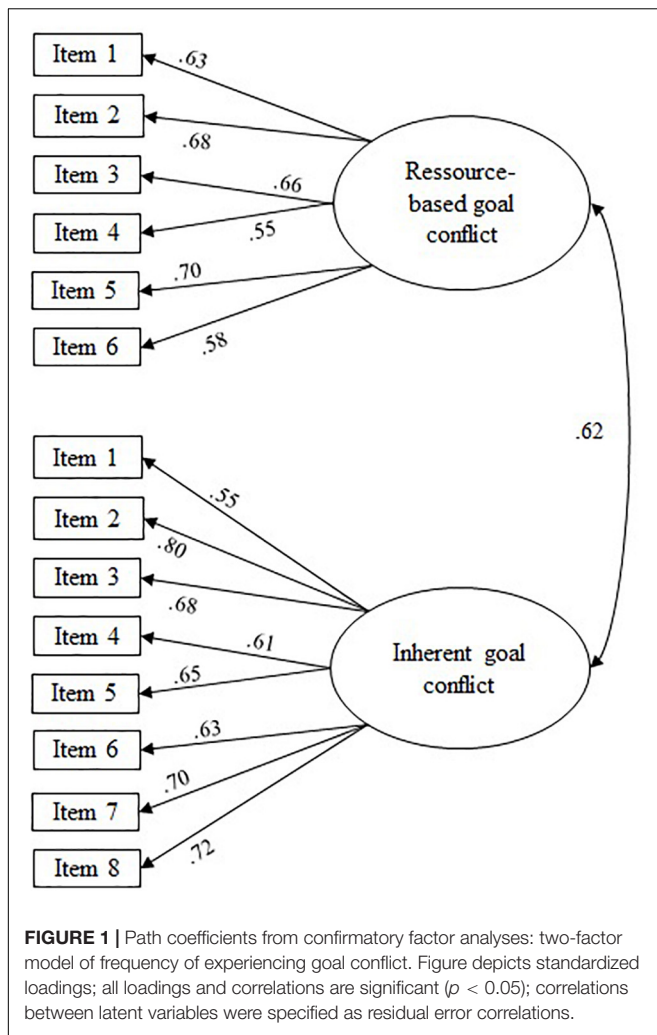 Item 1
.63
Item 2
.68
Item 3
.66
Item 4
.55
Item 5
.70
Item 6
.58
Ressource-
based goal
conflict
.62
Item 1
.55
Item 2
.80
Item 3
.68
Item 4
.61
Item 5
.65
Item 6
.63
Item 7
.70
Item 8
.72
Inherent goal
conflict
FIGURE 1 | Path coefficients from confirmatory factor analyses: two-factor
model of frequency of experiencing goal conflict. Figure depicts standardized
loadings; all loadings and correlations are significant (p < 0.05); correlations
between latent variables were specified as residual error correlations.